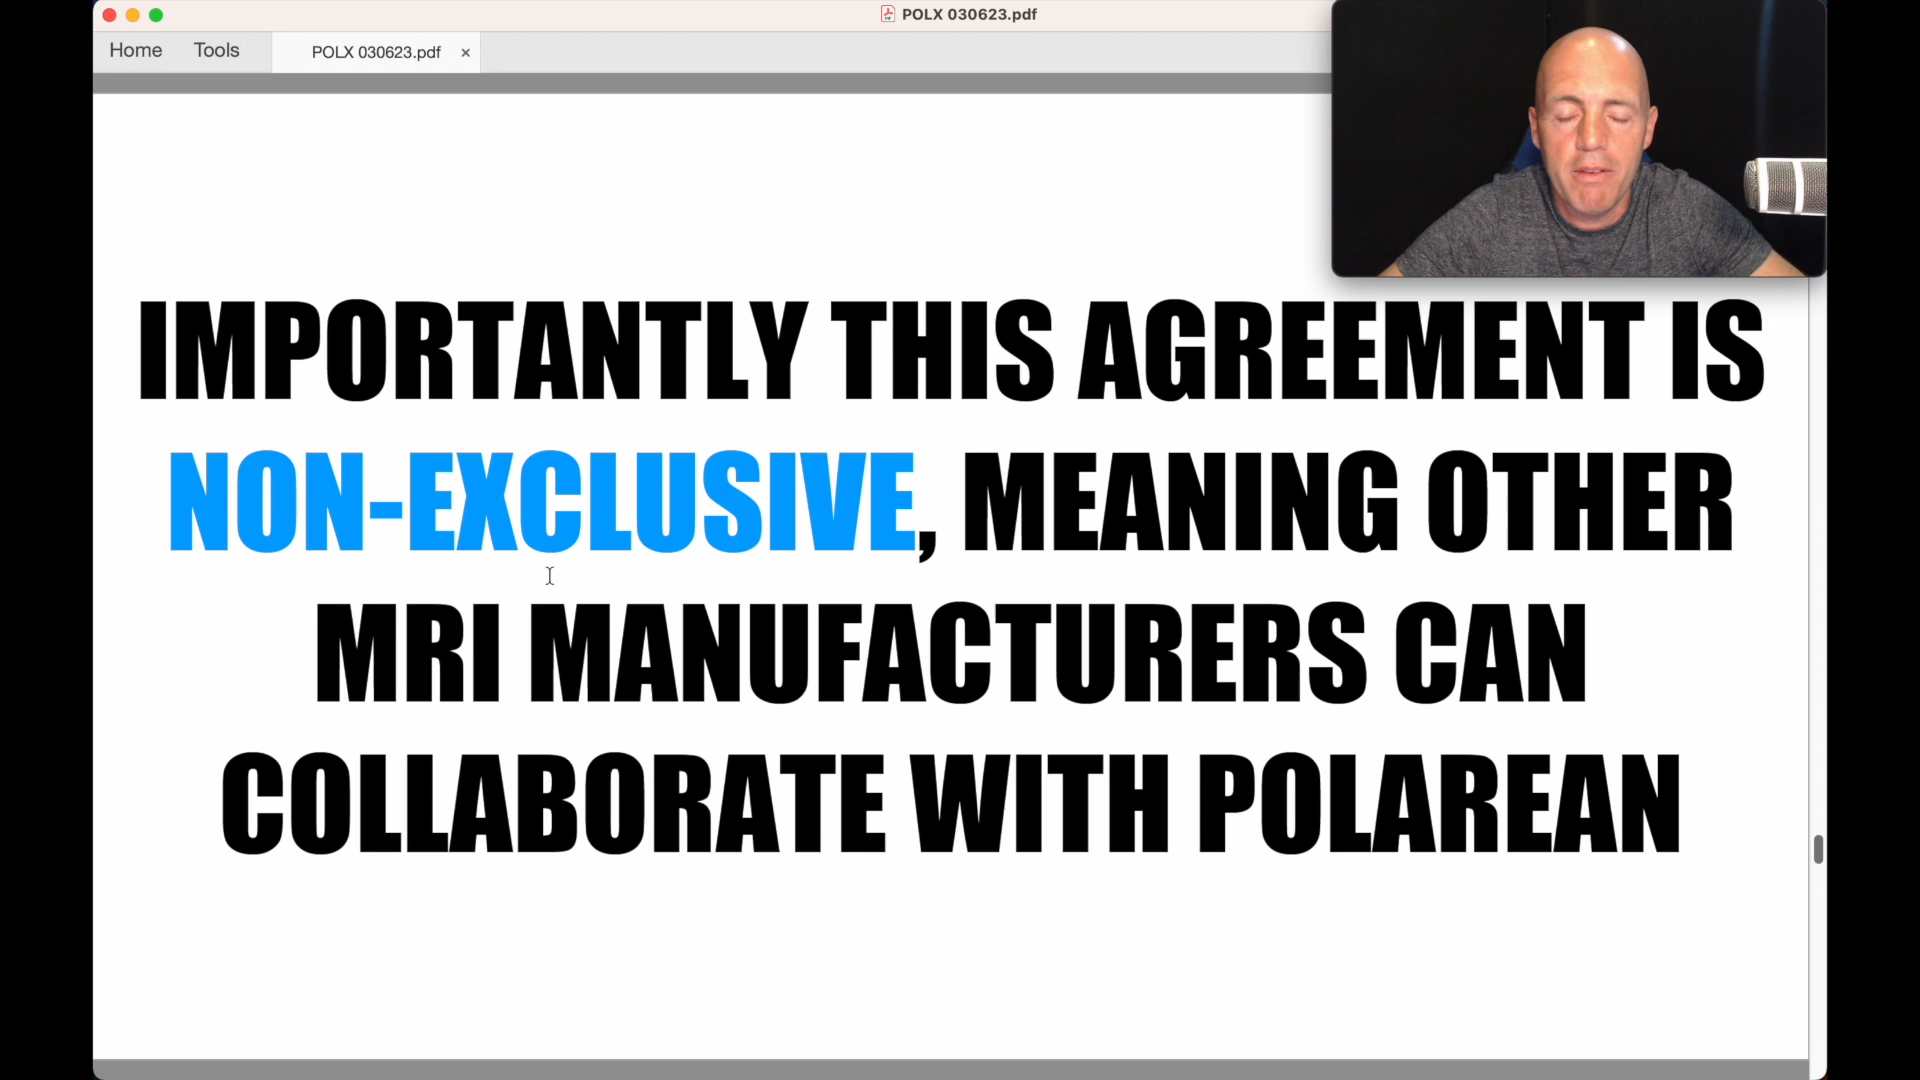 POLX 030623.pdf
Home Tools POLX 030623.pdf ×
IMPORTANTLY THIS AGREEMENT IS
NON-EXCLUSIVE, MEANING OTHER
MRI MANUFACTURERS CAN
COLLABORATE WITH POLAREAN